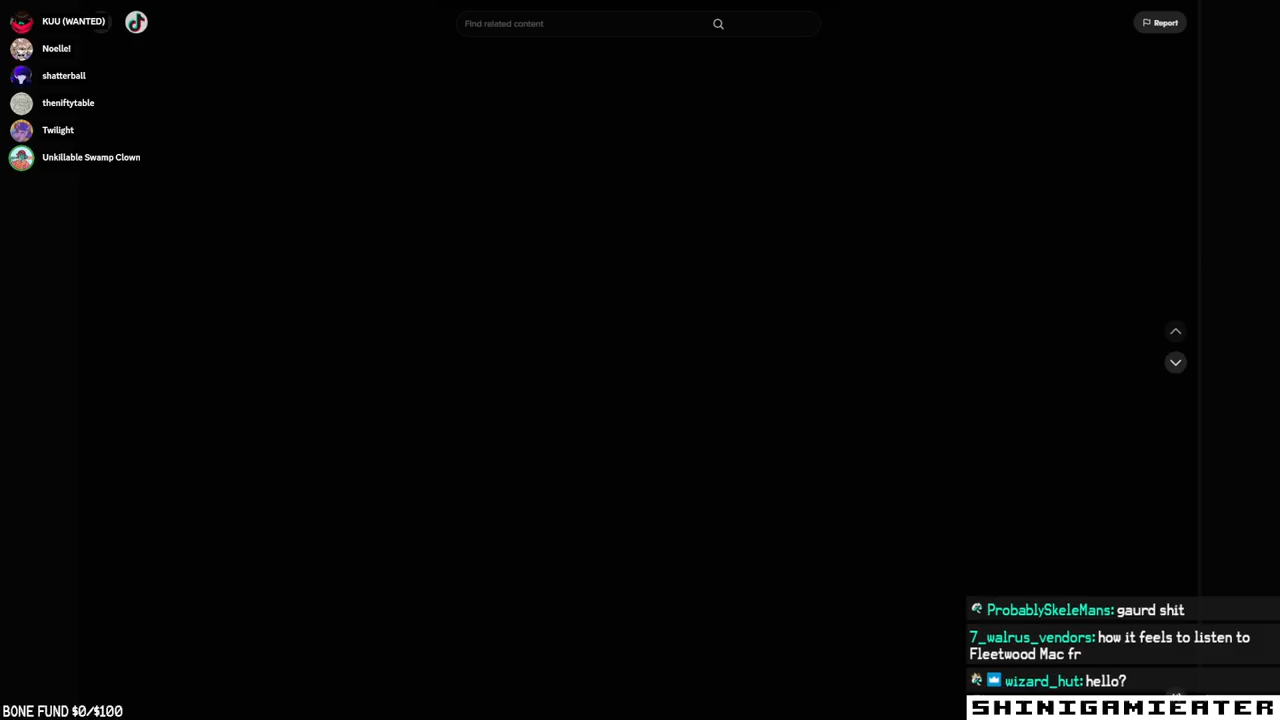 KUU (WANTED)
Find related content
Report
Noelle!
shatterball
theniftytable
Twilight
Unkillable Swamp Clown
ProbablySkeleMans: gaurd shit
7_walrus_vendors: how it feels to listen to
Fleetwood Mac fr
wizard_hut: hello?
SHINIGAMIEATER
BONE FUND $0/$100